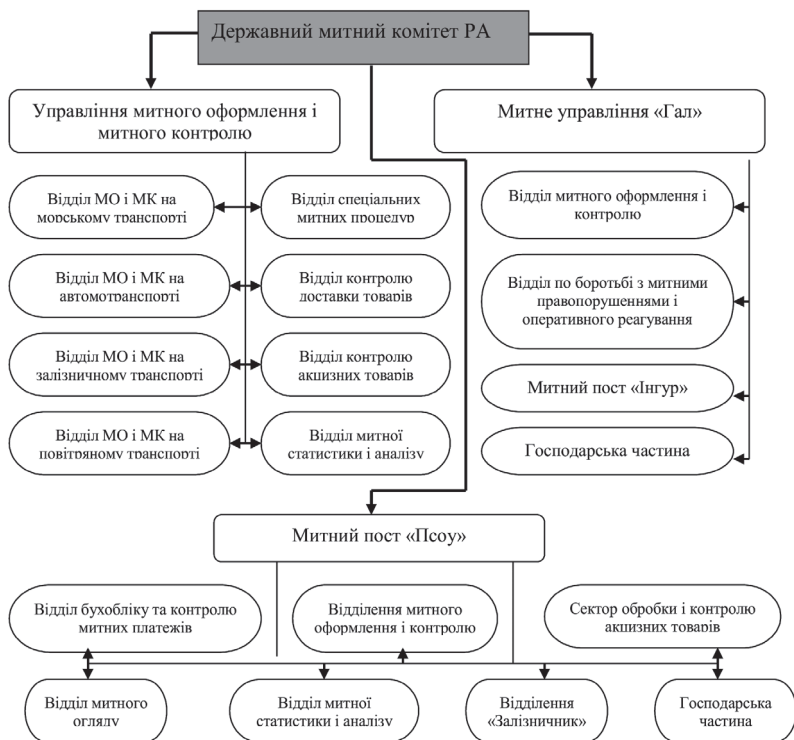 Державний митний комітет РА
Управління митного оформлення і
митного контролю
Митне управління «Гал»
Відділ МО і МК на
морському транспорті
Відділ спеціальних
митних процедур
Відділ МО і МК на
автомотранспорті
Відділ контролю
доставки товарів
Відділ МО і МК на
залізничному транспорті
Відділ контролю
акцизних товарів
Відділ МО і МК на
повітряному транспорті
Відділ митної
статистики і аналізу
Відділ митного оформлення і
контролю
Відділ по боротьбі з митними
правопорушеннями і
оперативного реагування
Митний пост «Інгур»
Господарська частина
Митний пост «Псоу»
Відділ бухобліку та контролю
митних платежів
Відділення митного
оформлення і контролю
Сектор обробки і контролю
акцизних товарів
Відділ митного
огляду
Відділ митної
статистики і аналізу
Відділення
«Залізничник»
Господарська
частина